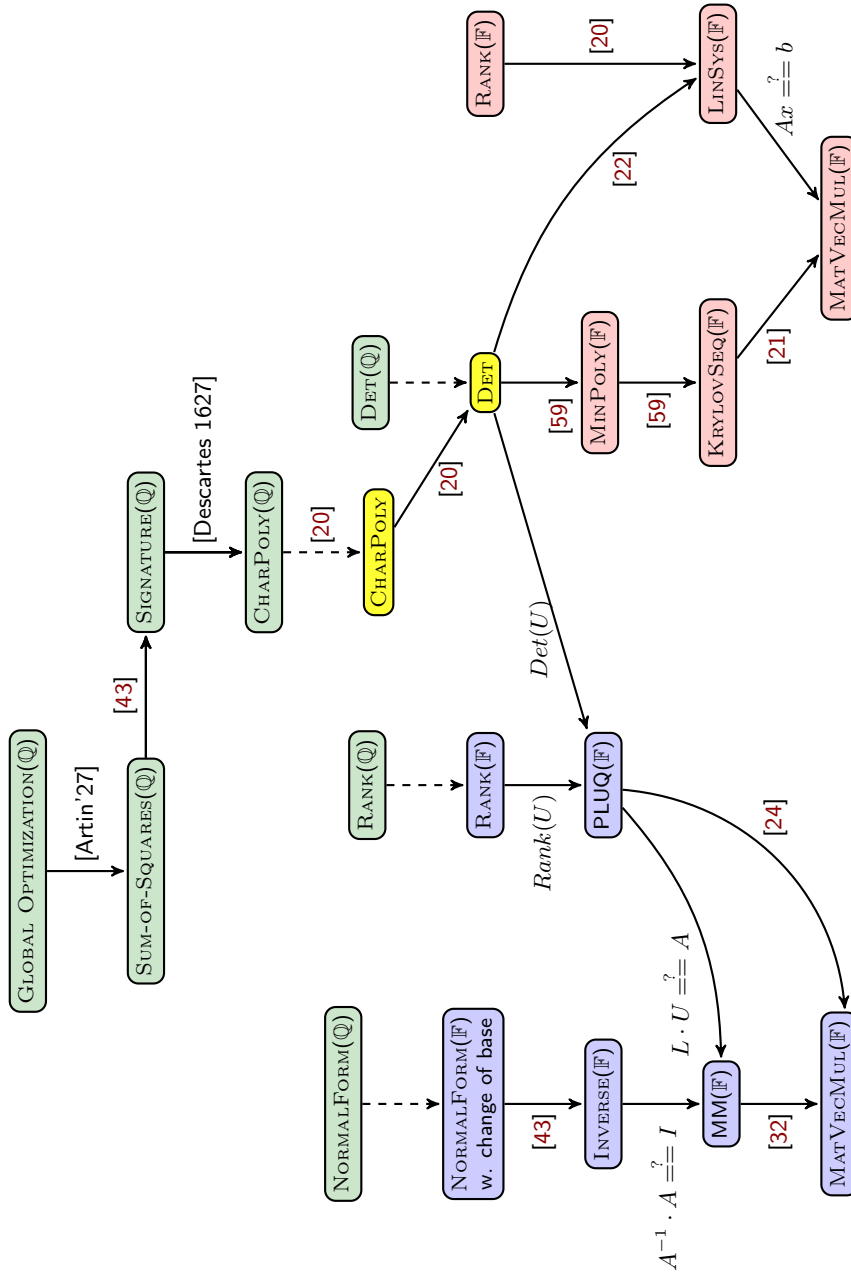 GLOBAL OPTIMIZATION(ℚ)
[Artin'27]
SUM-OF-SQUARES(ℚ)
[43]
SIGNATURE(ℚ)
[Descartes 1627]
CHARPOLY(ℚ)
[20]
CHARPOLY
[20]
NORMALFORM(ℚ)
RANK(ℚ)
DET(ℚ)
NORMALFORM(𝔽)
w. change of base
RANK(𝔽)
DET
RANK(𝔽)
[43]
Rank(U)
Det(U)
[59]
[22]
[20]
INVERSE(𝔽)
PLUQ(𝔽)
MINPOLY(𝔽)
[59]
A⁻¹ · A =?= I
L · U =?= A
MM(𝔽)
KRYLOVSEQ(𝔽)
LINSYS(𝔽)
[32]
[24]
[21]
Ax =?= b
MATVECMUL(𝔽)
MATVECMUL(𝔽)